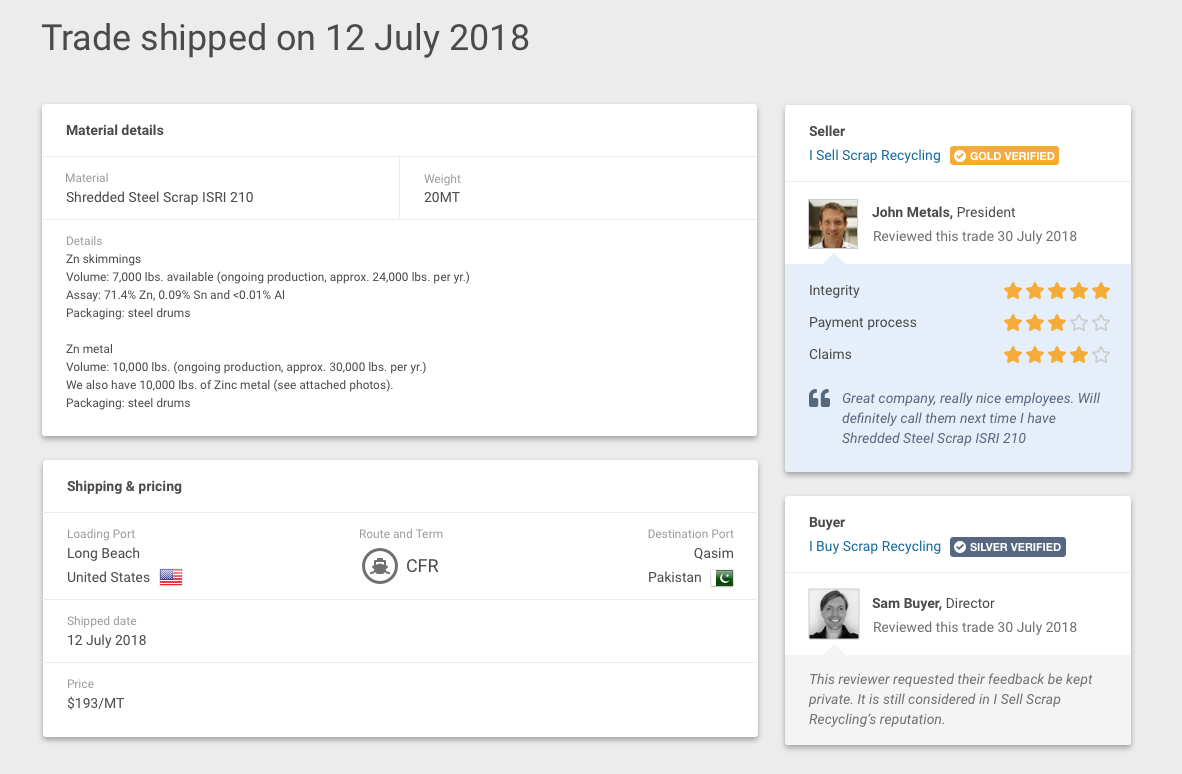 Trade shipped on 12 July 2018
Material details
Material
Shredded Steel Scrap ISRI 210
Weight
20MT
Details
Zn skimmings
Volume: 7,000 lbs. available (ongoing production, approx. 24,000 lbs. per yr.)
Assay: 71.4% Zn, 0.09% Sn and <0.01% Al
Packaging: steel drums
Zn metal
Volume: 10,000 lbs. (ongoing production, approx. 30,000 lbs. per yr.)
We also have 10,000 lbs. of Zinc metal (see attached photos).
Packaging: steel drums
Shipping & pricing
Loading Port
Long Beach
United States
Route and Term
CFR
Destination Port
Qasim
Pakistan
Shipped date
12 July 2018
Price
$193/MT
Seller
I Sell Scrap Recycling GOLD VERIFIED
John Metals, President
Reviewed this trade 30 July 2018
Integrity
Payment process
Claims
Great company, really nice employees. Will
definitely call them next time I have
Shredded Steel Scrap ISRI 210
Buyer
I Buy Scrap Recycling SILVER VERIFIED
Sam Buyer, Director
Reviewed this trade 30 July 2018
This reviewer requested their feedback be kept
private. It is still considered in I Sell Scrap
Recycling's reputation.